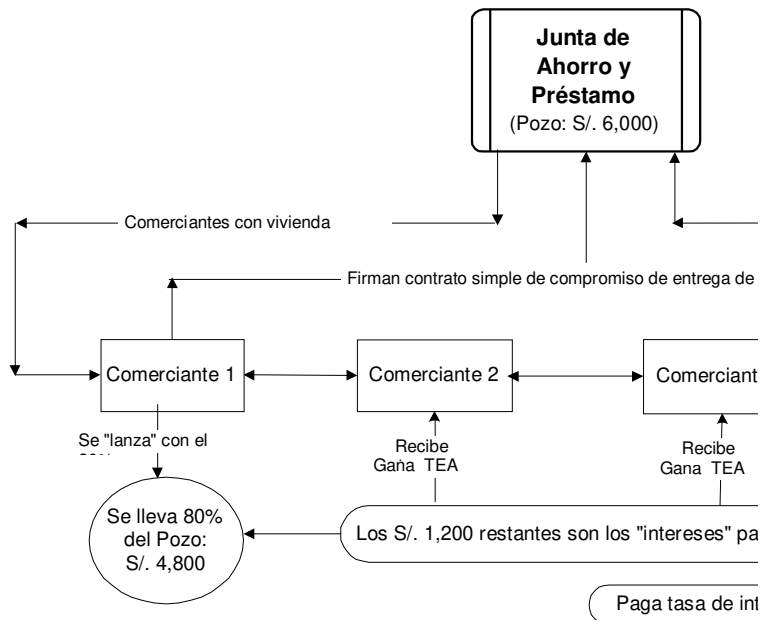 Junta de
Ahorro y
Préstamo
(Pozo: S/. 6,000)
Comerciantes con vivienda
Firman contrato simple de compromiso de entrega de
Comerciante 1
Comerciante 2
Comerciant
Se "lanza" con el
Recibe
Gana TEA
Recibe
Gana TEA
Se lleva 80%
del Pozo:
S/. 4,800
Los S/. 1,200 restantes son los "intereses" pa
Paga tasa de int